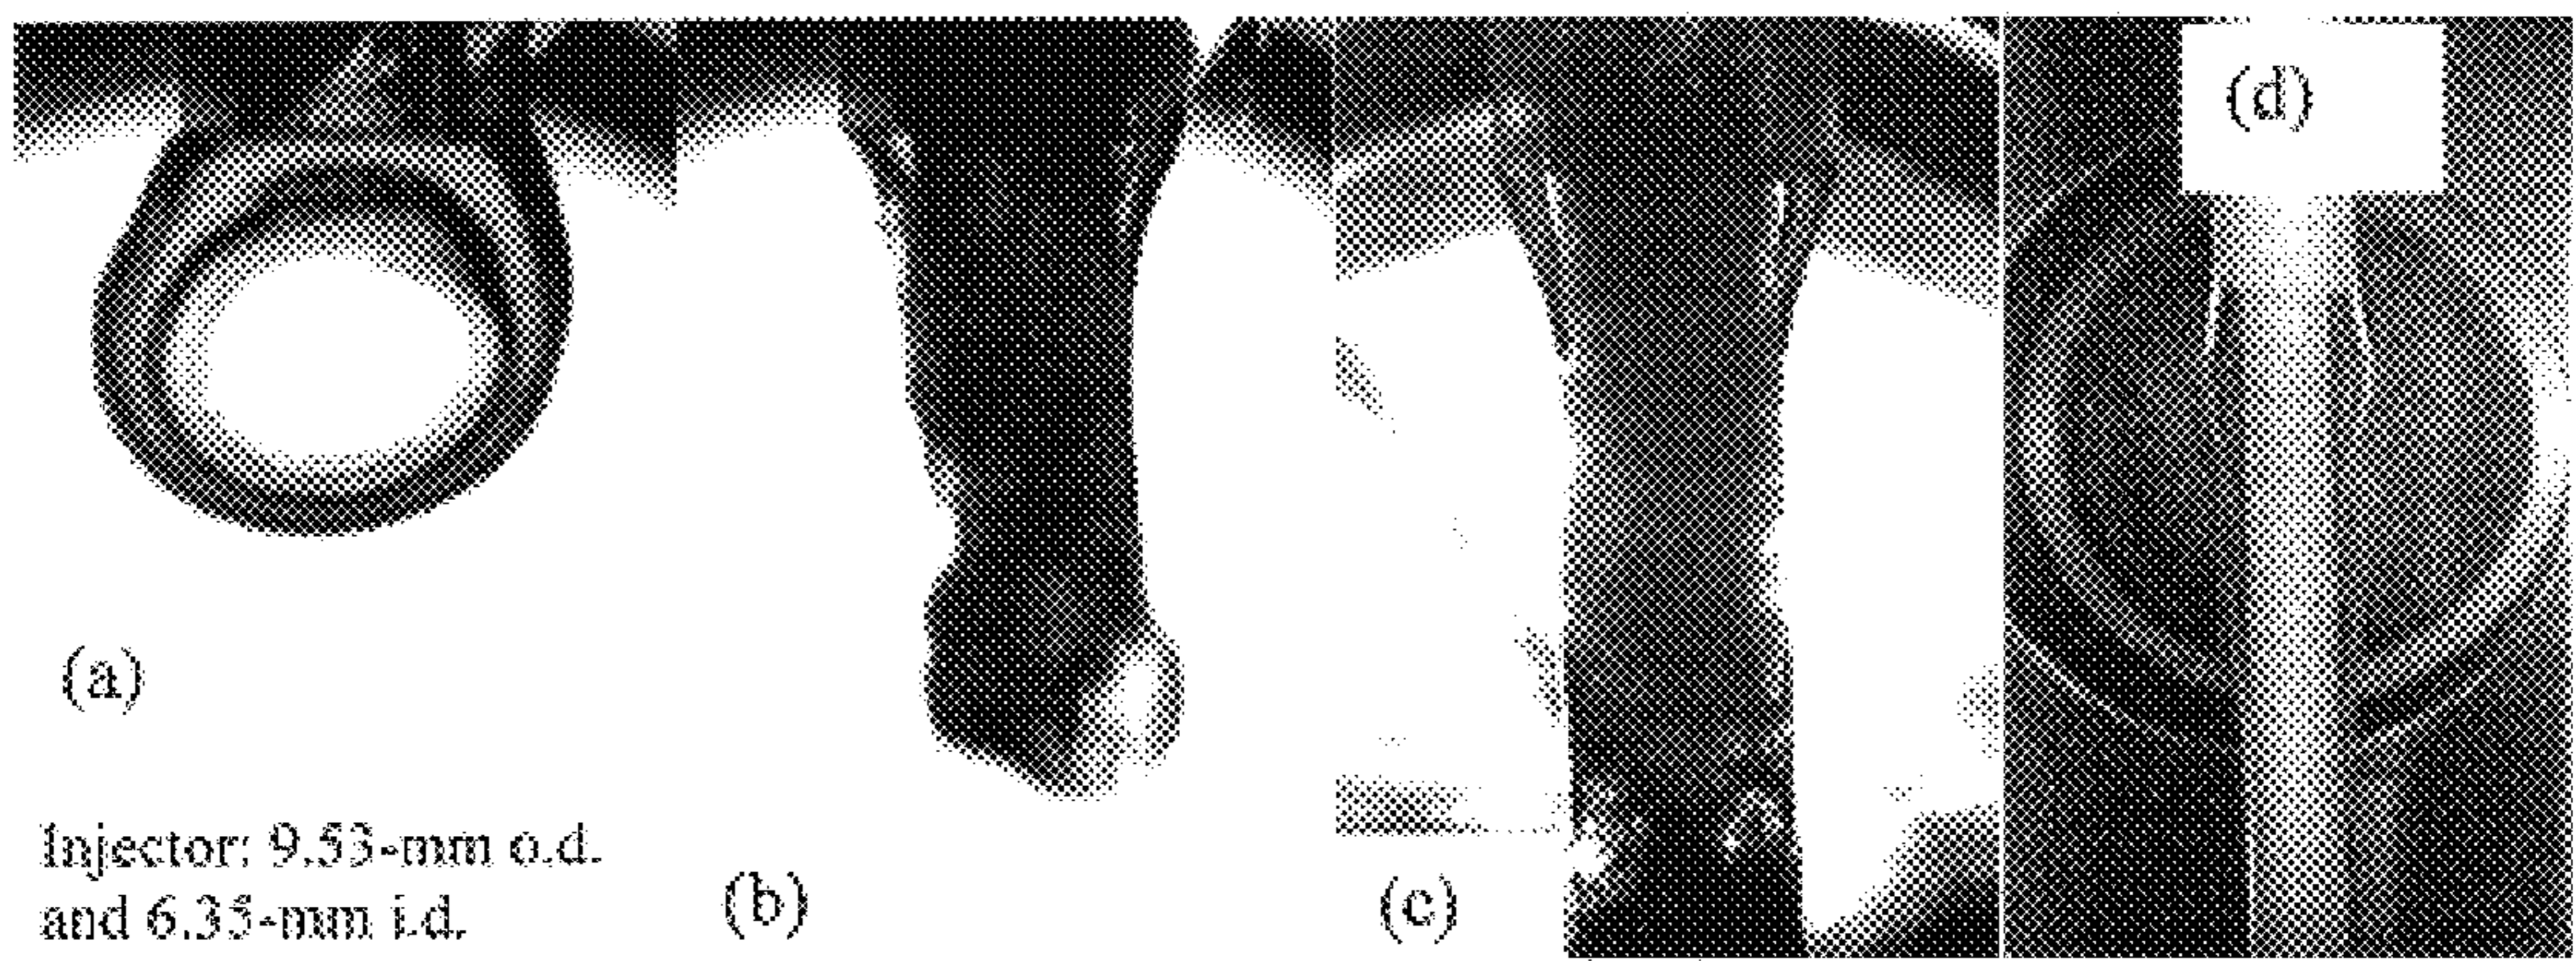 (d)
(a)
Injector: 9.53-mm o.d.
and 6.35-mm i.d.
(b)
(c)